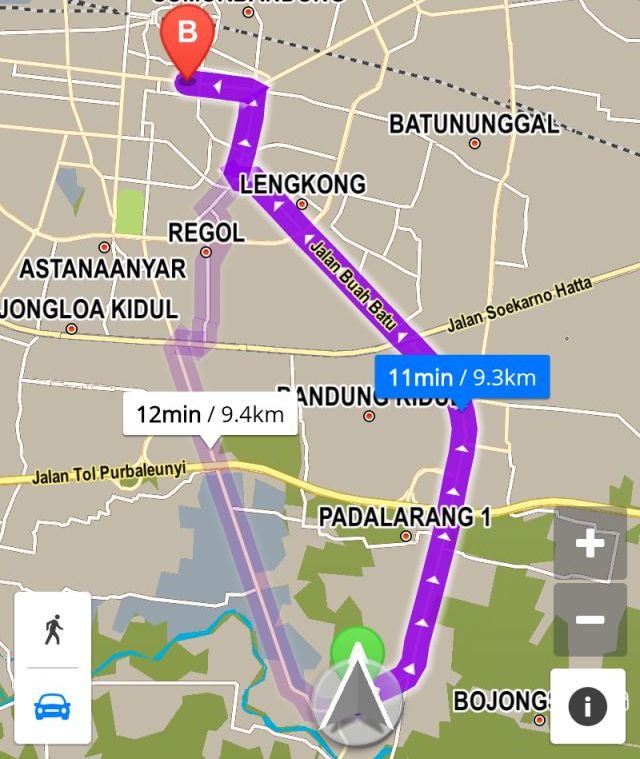 B
BATUNUNGGAL
LENGKONG
REGOL
ASTANAANYAR
JONGLOA KIDUL
Jalan Buah Batu
Jalan Soekarno Hatta
11min / 9.3km
BANDUNG KIDUL
12min / 9.4km
Jalan Tol Purbaleunyi
PADALARANG 1
+
-
BOJONGS
i